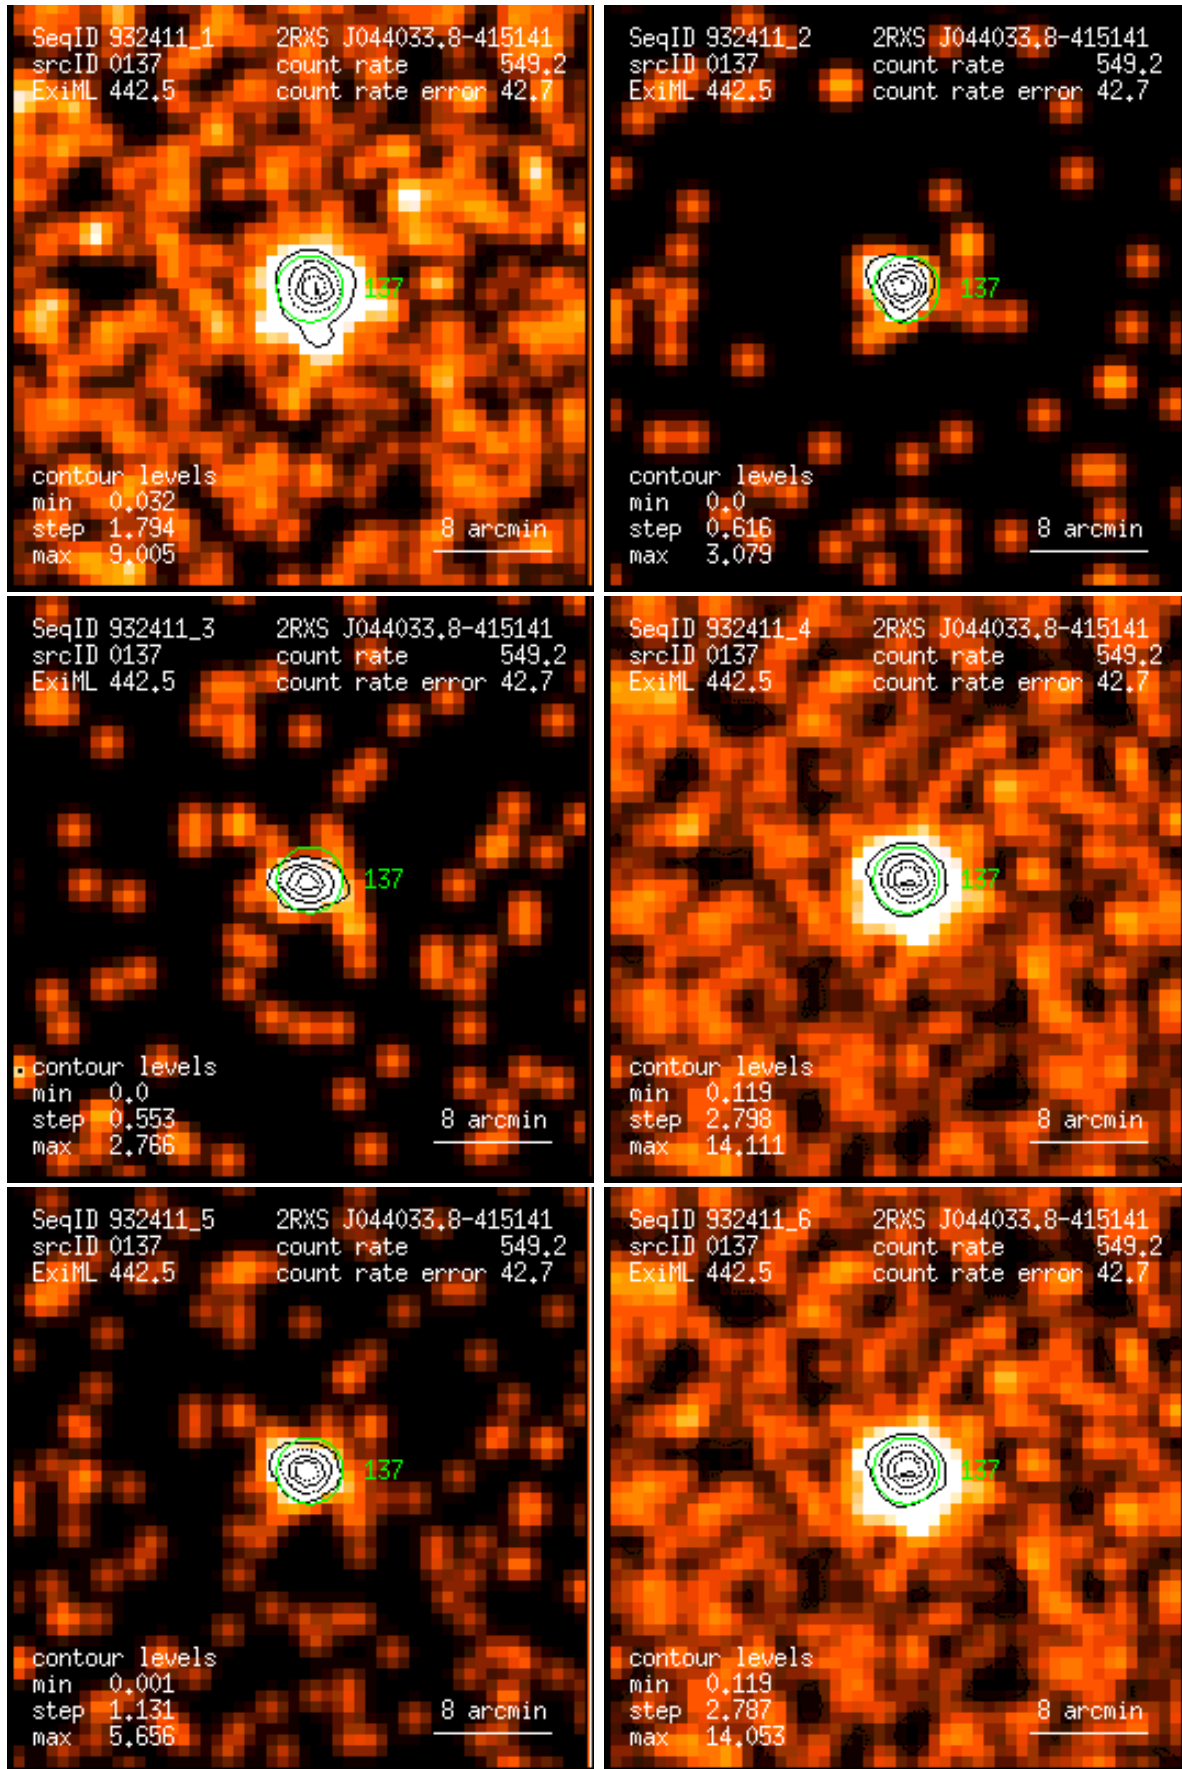 SeqID 932411_1 2RXS J044033.8-415141
srcID 0137 count rate 549.2
ExiML 442.5 count rate error 42.7
137
contour levels
min 0.032
step 1.794 8 arcmin
max 9.005
SeqID 932411_2 2RXS J044033.8-415141
srcID 0137 count rate 549.2
ExiML 442.5 count rate error 42.7
137
contour levels
min 0.0
step 0.616 8 arcmin
max 3.079
SeqID 932411_3 2RXS J044033.8-415141
srcID 0137 count rate 549.2
ExiML 442.5 count rate error 42.7
137
contour levels
min 0.0
step 0.553 8 arcmin
max 2.766
SeqID 932411_4 2RXS J044033.8-415141
srcID 0137 count rate 549.2
ExiML 442.5 count rate error 42.7
137
contour levels
min 0.119
step 2.798 8 arcmin
max 14.111
SeqID 932411_5 2RXS J044033.8-415141
srcID 0137 count rate 549.2
ExiML 442.5 count rate error 42.7
137
contour levels
min 0.001
step 1.131 8 arcmin
max 5.656
SeqID 932411_6 2RXS J044033.8-415141
srcID 0137 count rate 549.2
ExiML 442.5 count rate error 42.7
137
contour levels
min 0.119
step 2.787 8 arcmin
max 14.053